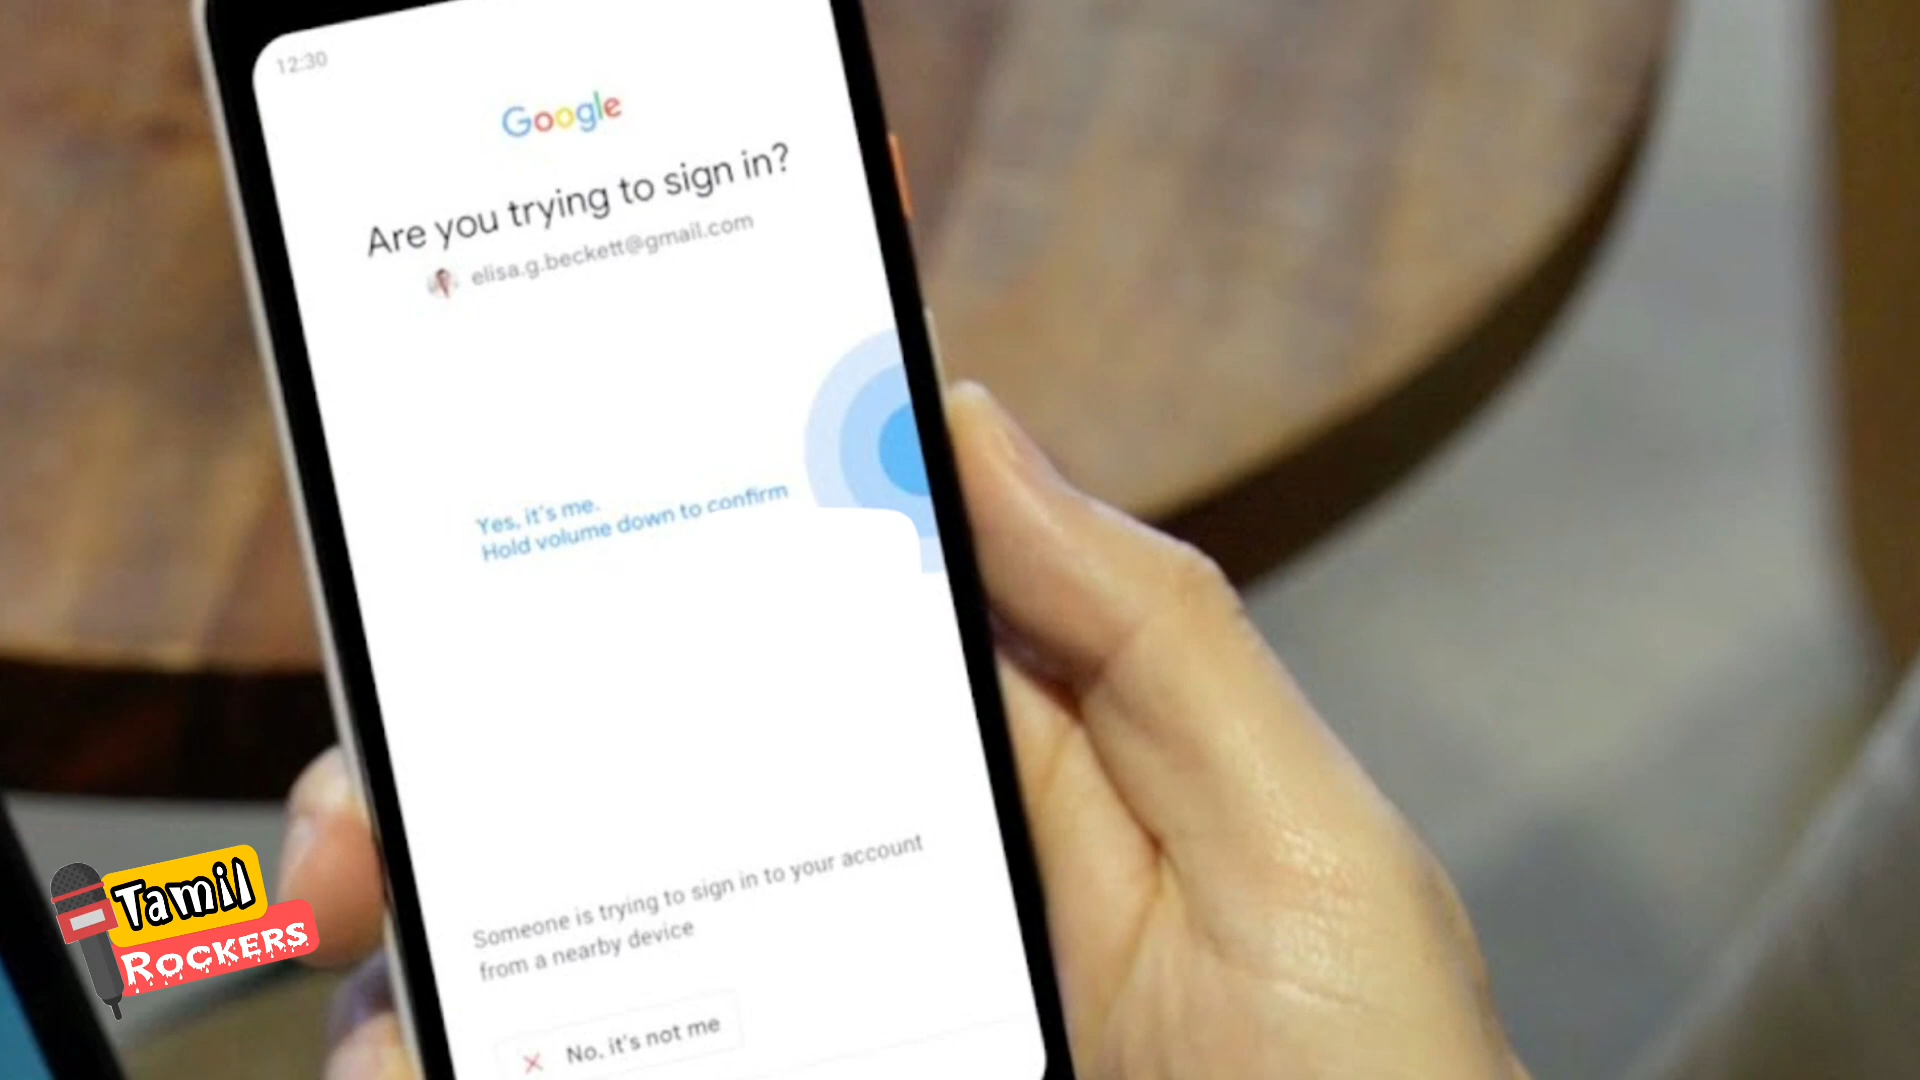 12:30
Google
Are you trying to sign in?
elisa.g.beckett@gmail.com
Yes, it's me.
Hold volume down to confirm
Someone is trying to sign in to your account
from a nearby device
No, it's not me
Tamil
ROCKERS